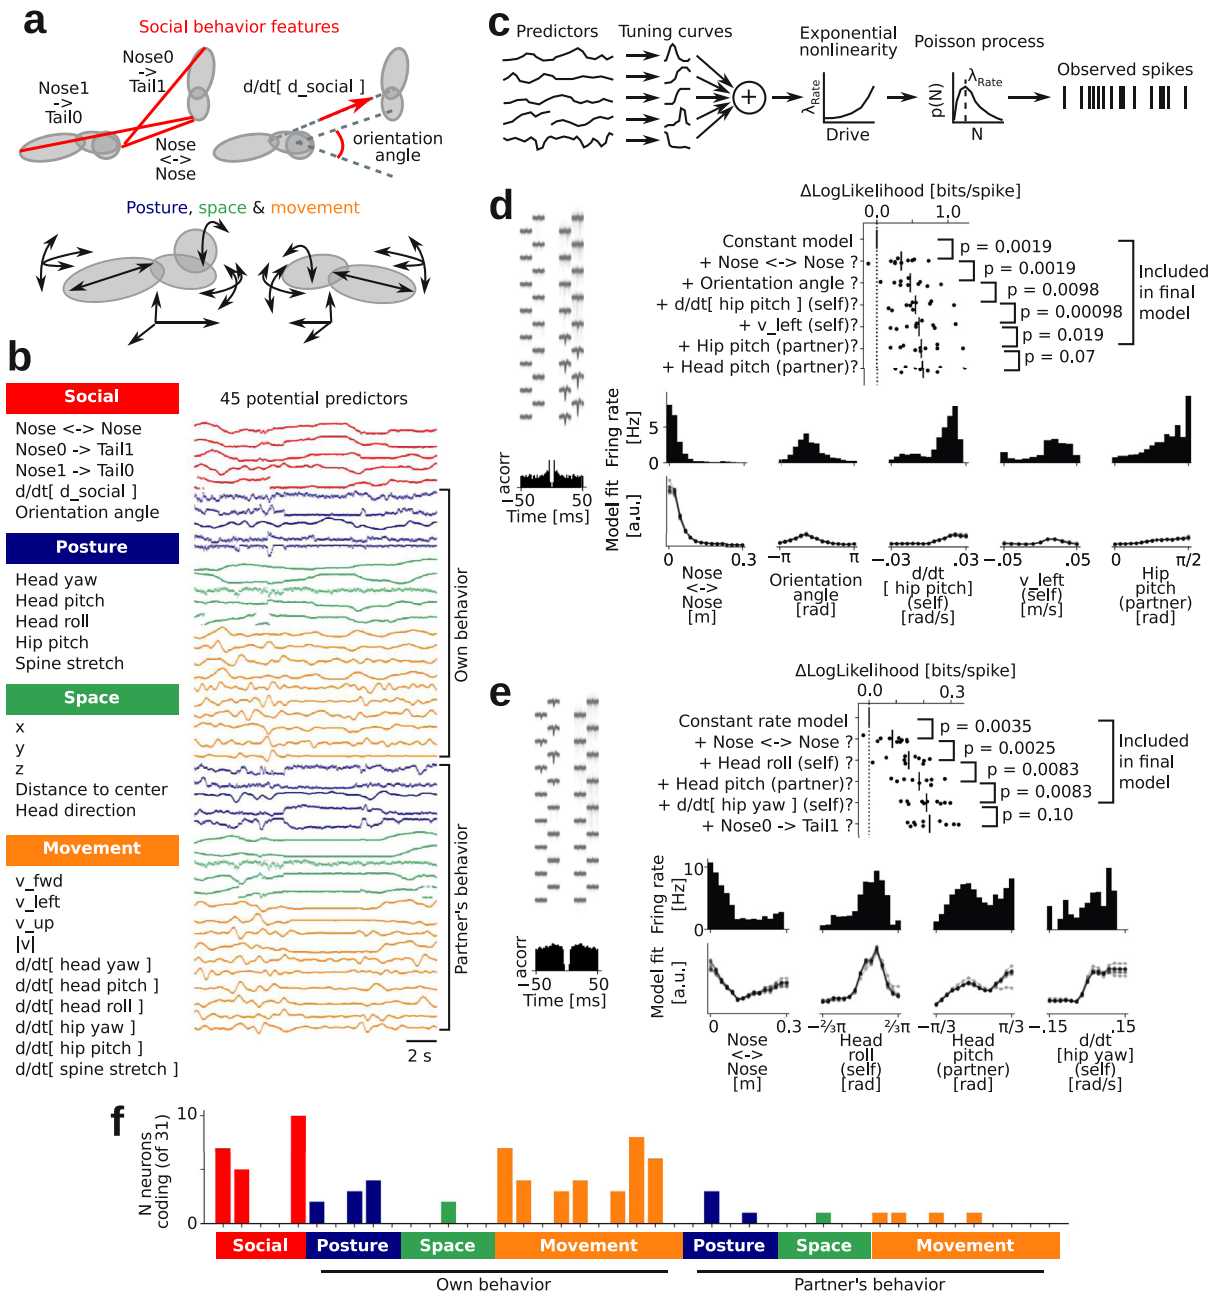 a
Social behavior features
Nose0
->
Tail1
Nose1
->
Tail0
Nose
<->
Nose
d/dt[ d_social ]
orientation
angle
Posture, space & movement
b
Social
Nose <-> Nose
Nose0 -> Tail1
Nose1 -> Tail0
d/dt[ d_social ]
Orientation angle
Posture
Head yaw
Head pitch
Head roll
Hip pitch
Spine stretch
Space
x
y
z
Distance to center
Head direction
Movement
v_fwd
v_left
v_up
|v|
d/dt[ head yaw ]
d/dt[ head pitch ]
d/dt[ head roll ]
d/dt[ hip yaw ]
d/dt[ hip pitch ]
d/dt[ spine stretch ]
45 potential predictors
Own behavior
Partner's behavior
2 s
c
Predictors
Tuning curves
+
Exponential
nonlinearity
λRate
Drive
Poisson process
p(N)
λRate
N
Observed spikes
d
acorr
−50 50
Time [ms]
ΔLogLikelihood [bits/spike]
0.0 1.0
Constant model
+ Nose <-> Nose ?
+ Orientation angle ?
+ d/dt[ hip pitch ] (self)?
+ v_left (self)?
+ Hip pitch (partner)?
+ Head pitch (partner)?
p = 0.0019
p = 0.0019
p = 0.0098
p = 0.00098
p = 0.019
p = 0.07
Included
in final
model
Firing rate
[Hz]
5
0
Model fit
[a.u.]
0 0.3
Nose
<->
Nose
[m]
−π π
Orientation
angle
[rad]
−.03 .03
d/dt
[ hip pitch]
(self)
[rad/s]
−.05 .05
v_left
(self)
[m/s]
0 π/2
Hip
pitch
(partner)
[rad]
e
acorr
−50 50
Time [ms]
ΔLogLikelihood [bits/spike]
0.0 0.3
Constant rate model
+ Nose <-> Nose ?
+ Head roll (self) ?
+ Head pitch (partner)?
+ d/dt[ hip yaw ] (self)?
+ Nose0 -> Tail1 ?
p = 0.0035
p = 0.0025
p = 0.0083
p = 0.0083
p = 0.10
Included
in final
model
Firing rate
[Hz]
10
0
Model fit
[a.u.]
0 0.3
Nose
<->
Nose
[m]
−⅔π ⅔π
Head
roll
(self)
[rad]
−π/3 π/3
Head
pitch
(partner)
[rad]
−.15 .15
d/dt
[hip yaw]
(self)
[rad/s]
f
N neurons
coding (of 31)
10
0
Social Posture Space Movement Posture Space Movement
Own behavior Partner's behavior